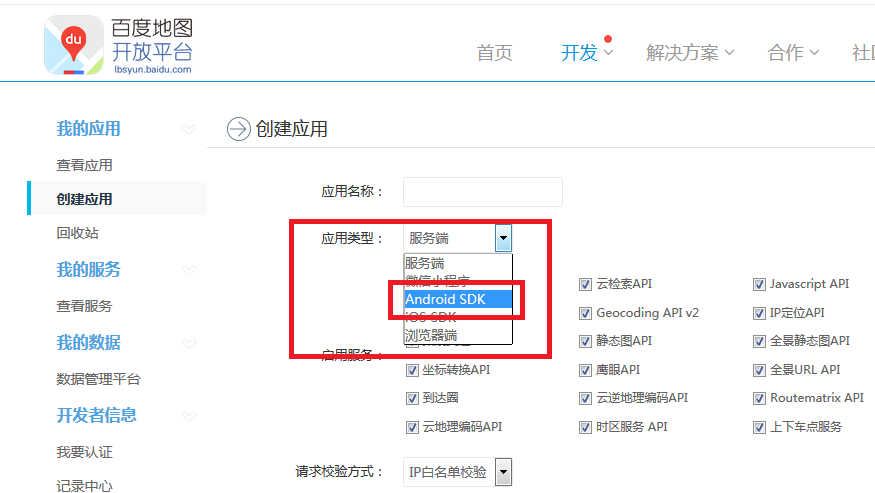 du
百度地图
开放平台
lbsyun.baidu.com
首页 开发 解决方案 合作
我的应用
查看应用
创建应用
回收站
我的服务
查看服务
我的数据
数据管理平台
开发者信息
我要认证
记录中心
创建应用
应用名称：
应用类型： 服务端
服务端
微信小程序
Android SDK
iOS SDK
浏览器端
云检索API Javascript API
Geocoding API v2 IP定位API
静态图API 全景静态图API
应用服务：
坐标转换API 鹰眼API 全景URL API
到达圈 云逆地理编码API Routematrix API
云地理编码API 时区服务 API 上下车点服务
请求校验方式： IP白名单校验